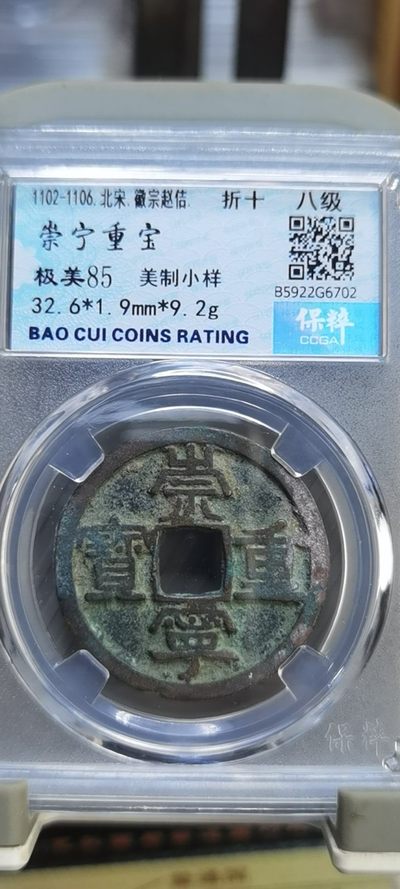 1102-1106.北宋.徽宗赵佶. 折十 八级
崇宁重宝
极美85 美制小样
B5922G6702
32.6*1.9mm*9.2g
保粹
CCGA
BAO CUI COINS RATING
崇
寶 重
寧
保粹